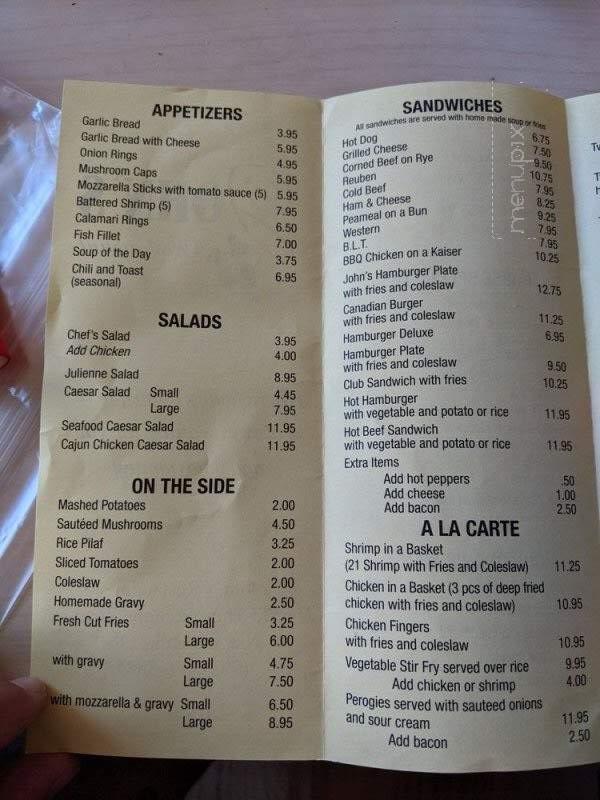 APPETIZERS
Garlic Bread 3.95
Garlic Bread with Cheese 5.95
Onion Rings 4.95
Mushroom Caps 5.95
Mozzarella Sticks with tomato sauce (5) 5.95
Battered Shrimp (5) 7.95
Calamari Rings 6.50
Fish Fillet 7.00
Soup of the Day 3.75
Chili and Toast 6.95
(seasonal)
SALADS
Chef's Salad 3.95
Add Chicken 4.00
Julienne Salad 8.95
Caesar Salad Small 4.45
Large 7.95
Seafood Caesar Salad 11.95
Cajun Chicken Caesar Salad 11.95
ON THE SIDE
Mashed Potatoes 2.00
Sautéed Mushrooms 4.50
Rice Pilaf 3.25
Sliced Tomatoes 2.00
Coleslaw 2.00
Homemade Gravy 2.50
Fresh Cut Fries Small 3.25
Large 6.00
with gravy Small 4.75
Large 7.50
with mozzarella & gravy Small 6.50
Large 8.95
SANDWICHES
All sandwiches are served with home made soup or fries
Hot Dog 6.75
Grilled Cheese 7.50
Corned Beef on Rye 9.50
Reuben 10.75
Cold Beef 7.95
Ham & Cheese 8.25
Peameal on a Bun 9.25
Western 7.95
B.L.T. 7.95
BBQ Chicken on a Kaiser 10.25
John's Hamburger Plate
with fries and coleslaw 12.75
Canadian Burger
with fries and coleslaw 11.25
Hamburger Deluxe 6.95
Hamburger Plate
with fries and coleslaw 9.50
Club Sandwich with fries 10.25
Hot Hamburger
with vegetable and potato or rice 11.95
Hot Beef Sandwich
with vegetable and potato or rice 11.95
Extra Items
Add hot peppers .50
Add cheese 1.00
Add bacon 2.50
A LA CARTE
Shrimp in a Basket
(21 Shrimp with Fries and Coleslaw) 11.25
Chicken in a Basket (3 pcs of deep fried
chicken with fries and coleslaw) 10.95
Chicken Fingers
with fries and coleslaw 10.95
Vegetable Stir Fry served over rice 9.95
Add chicken or shrimp 4.00
Perogies served with sauteed onions
and sour cream 11.95
Add bacon 2.50
menupix